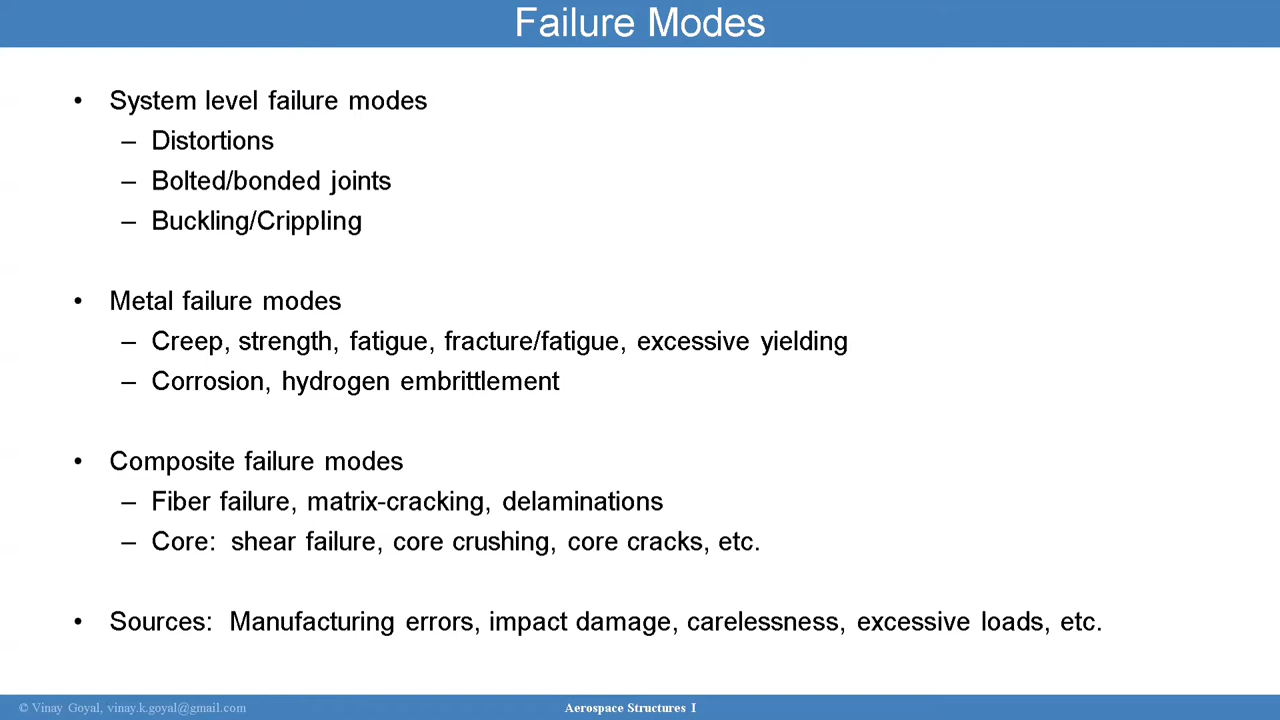 Failure Modes
• System level failure modes
– Distortions
– Bolted/bonded joints
– Buckling/Crippling
• Metal failure modes
– Creep, strength, fatigue, fracture/fatigue, excessive yielding
– Corrosion, hydrogen embrittlement
• Composite failure modes
– Fiber failure, matrix-cracking, delaminations
– Core:  shear failure, core crushing, core cracks, etc.
• Sources:  Manufacturing errors, impact damage, carelessness, excessive loads, etc.
© Vinay Goyal, vinay.k.goyal@gmail.com
Aerospace Structures I